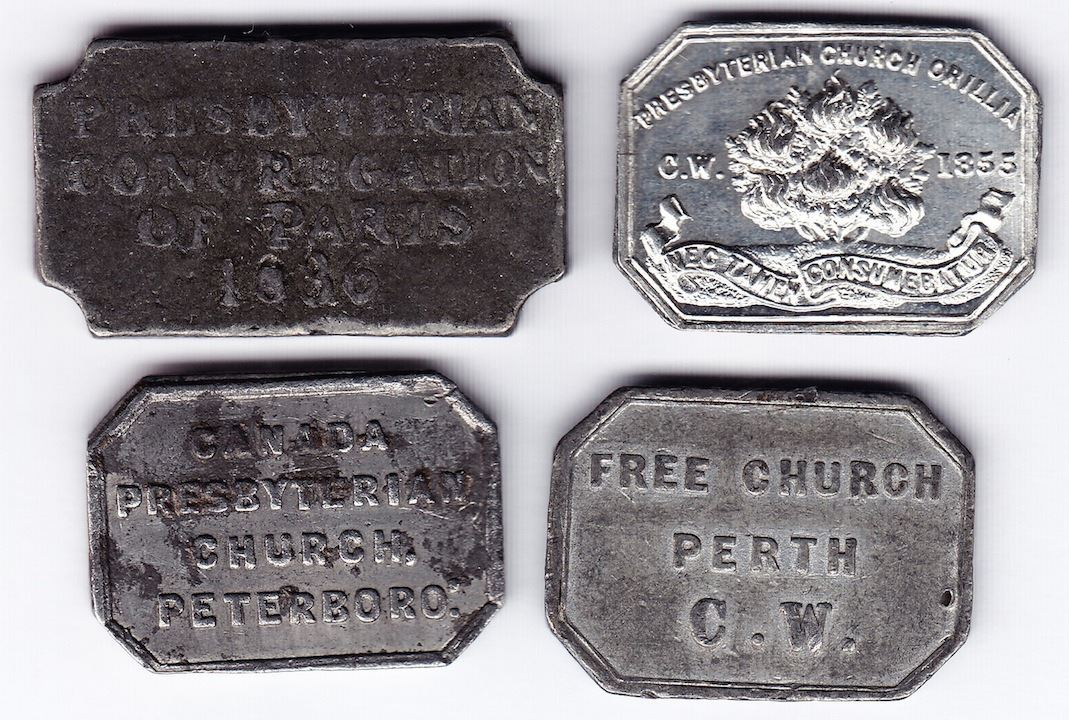 PRESBYTERIAN
CONGREGATION
OF PARIS
1836
PRESBYTERIAN CHURCH ORILLIA
C.W. 1855
NEC TAMEN CONSUMEBATUR
CANADA
PRESBYTERIAN
CHURCH.
PETERBORO.
FREE CHURCH
PERTH
C.W.